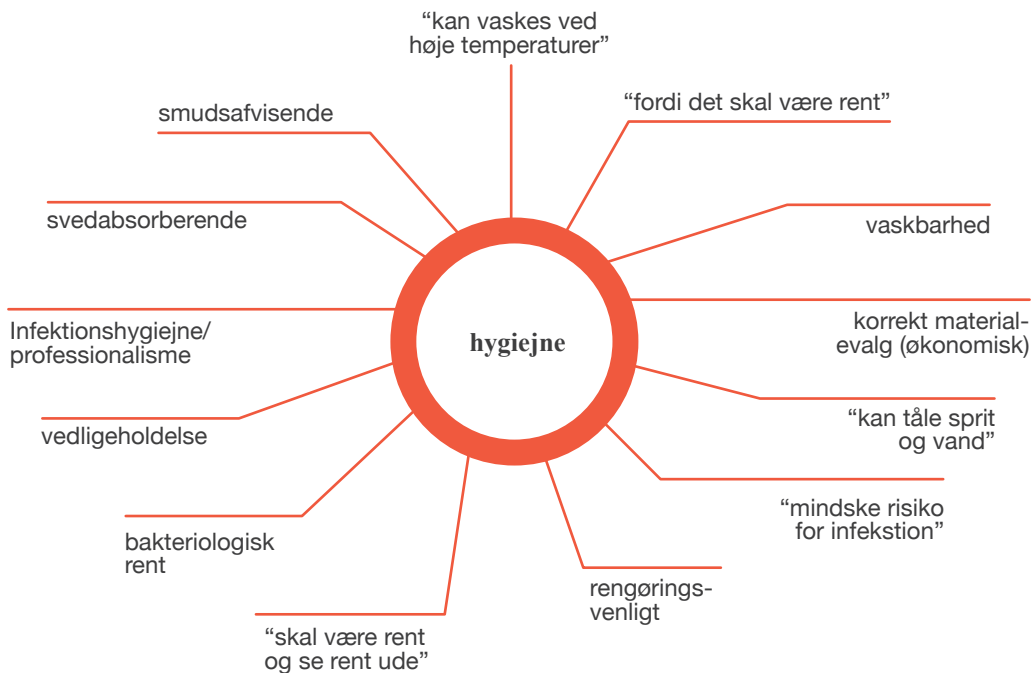 “kan vaskes ved
høje temperaturer”
“fordi det skal være rent”
smudsafvisende
svedabsorberende
vaskbarhed
Infektionshygiejne/
professionalisme
hygiejne
korrekt material-
evalg (økonomisk)
vedligeholdelse
“kan tåle sprit
og vand”
“mindske risiko
for infekstion”
bakteriologisk
rent
rengørings-
venligt
“skal være rent
og se rent ude”